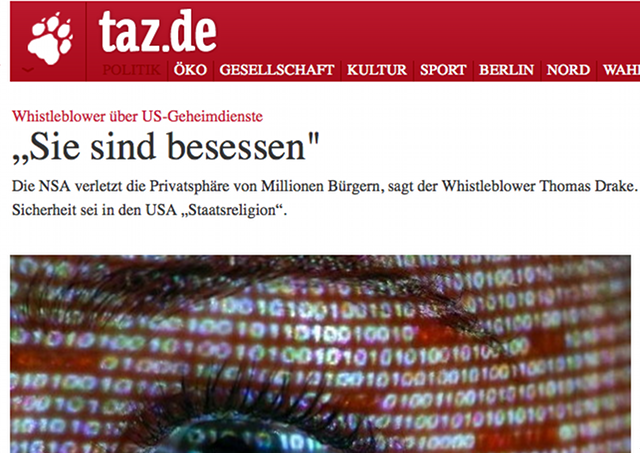 taz.de
POLITIK ÖKO GESELLSCHAFT KULTUR SPORT BERLIN NORD WAH
Whistleblower über US-Geheimdienste
„Sie sind besessen"
Die NSA verletzt die Privatsphäre von Millionen Bürgern, sagt der Whistleblower Thomas Drake.
Sicherheit sei in den USA „Staatsreligion“.